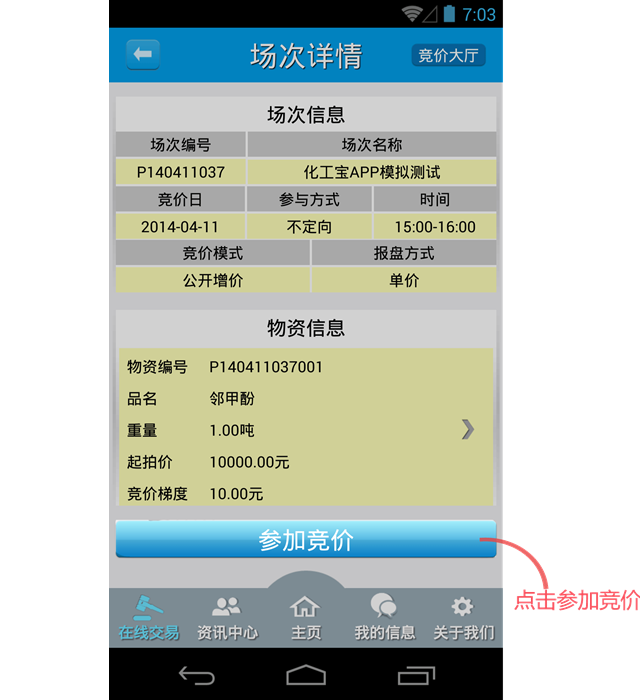 7:03
场次详情
竞价大厅
场次信息
场次编号 场次名称
P140411037 化工宝APP模拟测试
竞价日 参与方式 时间
2014-04-11 不定向 15:00-16:00
竞价模式 报盘方式
公开增价 单价
物资信息
物资编号 P140411037001
品名 邻甲酚
重量 1.00吨
起拍价 10000.00元
竞价梯度 10.00元
参加竞价
点击参加竞价
在线交易 资讯中心 主页 我的信息 关于我们